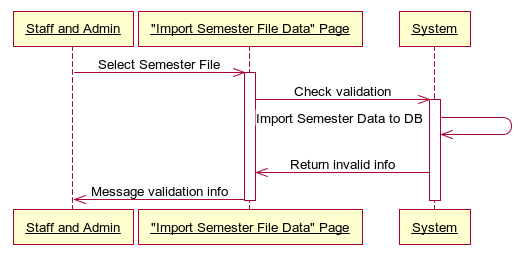 Staff and Admin
"Import Semester File Data" Page
System
Select Semester File
Check validation
Import Semester Data to DB
Return invalid info
Message validation info
Staff and Admin
"Import Semester File Data" Page
System